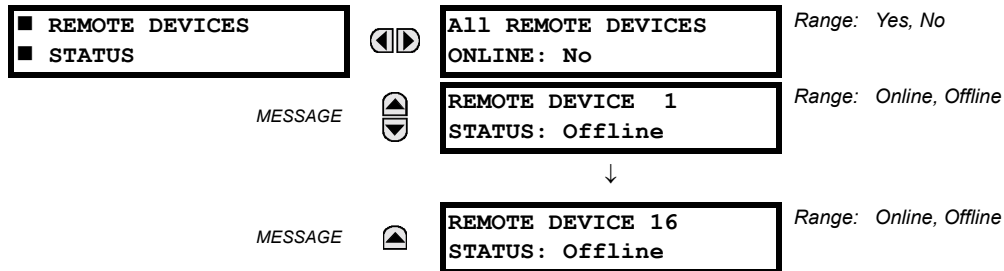 ■ REMOTE DEVICES
■ STATUS
All REMOTE DEVICES
ONLINE: No
Range: Yes, No
MESSAGE
REMOTE DEVICE 1
STATUS: Offline
Range: Online, Offline
↓
MESSAGE
REMOTE DEVICE 16
STATUS: Offline
Range: Online, Offline